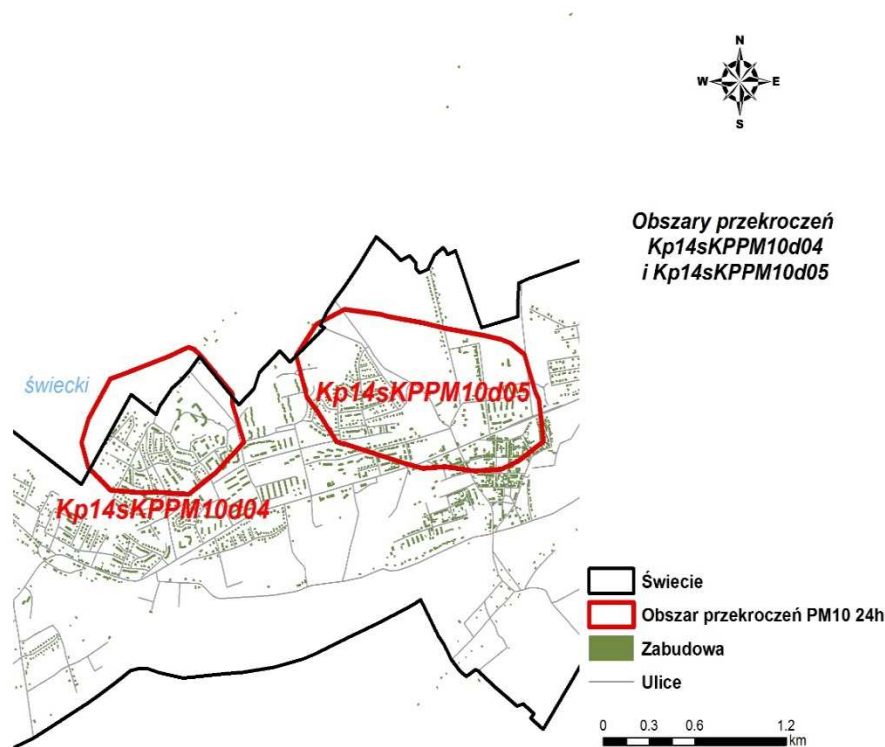 N
W
E
S
Obszary przekroczeń
Kp14sKPPM10d04
i Kp14sKPPM10d05
świecki
Kp14sKPPM10d05
Kp14sKPPM10d04
Świecie
Obszar przekroczeń PM10 24h
Zabudowa
Ulice
0 0.3 0.6 1.2
km